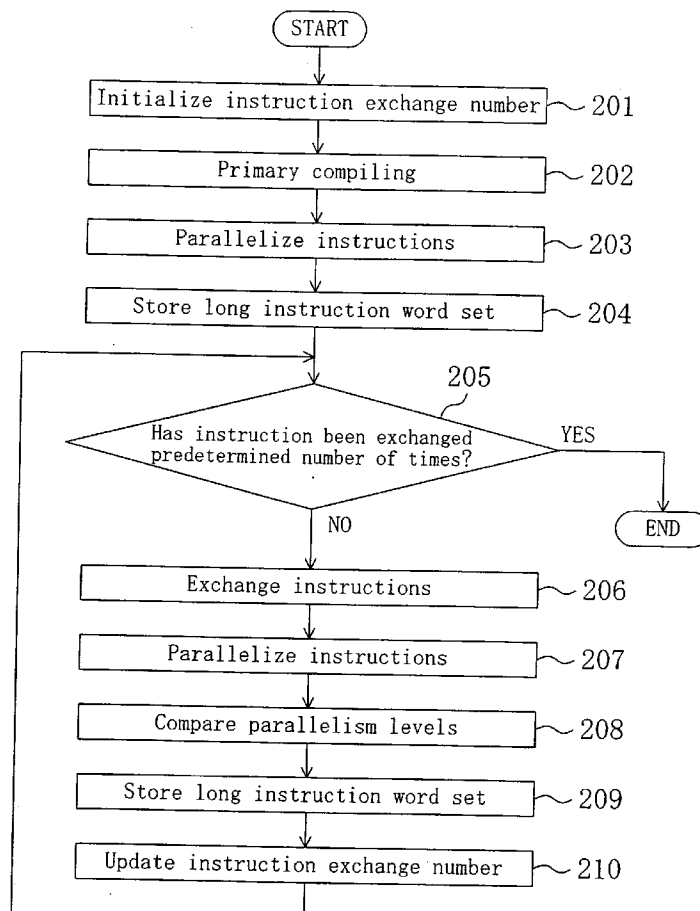 START
Initialize instruction exchange number
201
Primary compiling
202
Parallelize instructions
203
Store long instruction word set
204
205
Has instruction been exchanged
predetermined number of times?
YES
NO
END
Exchange instructions
206
Parallelize instructions
207
Compare parallelism levels
208
Store long instruction word set
209
Update instruction exchange number
210